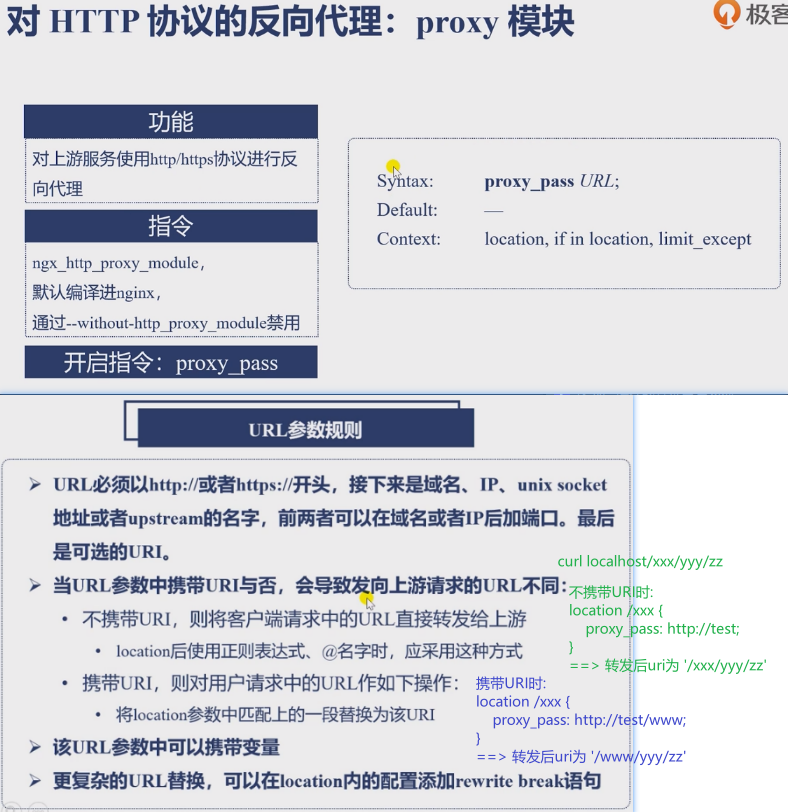 对 HTTP 协议的反向代理：proxy 模块
极客
功能
对上游服务使用http/https协议进行反
向代理
指令
ngx_http_proxy_module，
默认编译进nginx，
通过--without-http_proxy_module禁用
开启指令：proxy_pass
Syntax: proxy_pass URL;
Default: —
Context: location, if in location, limit_except
URL参数规则
URL必须以http://或者https://开头，接下来是域名、IP、unix socket
地址或者upstream的名字，前两者可以在域名或者IP后加端口。最后
是可选的URI。
当URL参数中携带URI与否，会导致发向上游请求的URL不同：
不携带URI，则将客户端请求中的URL直接转发给上游
location后使用正则表达式、@名字时，应采用这种方式
携带URI，则对用户请求中的URL作如下操作：
将location参数中匹配上的一段替换为该URI
该URL参数中可以携带变量
更复杂的URL替换，可以在location内的配置添加rewrite break语句
curl localhost/xxx/yyy/zz
不携带URI时:
location /xxx {
proxy_pass: http://test;
}
==> 转发后uri为 '/xxx/yyy/zz'
携带URI时:
location /xxx {
proxy_pass: http://test/www;
}
==> 转发后uri为 '/www/yyy/zz'